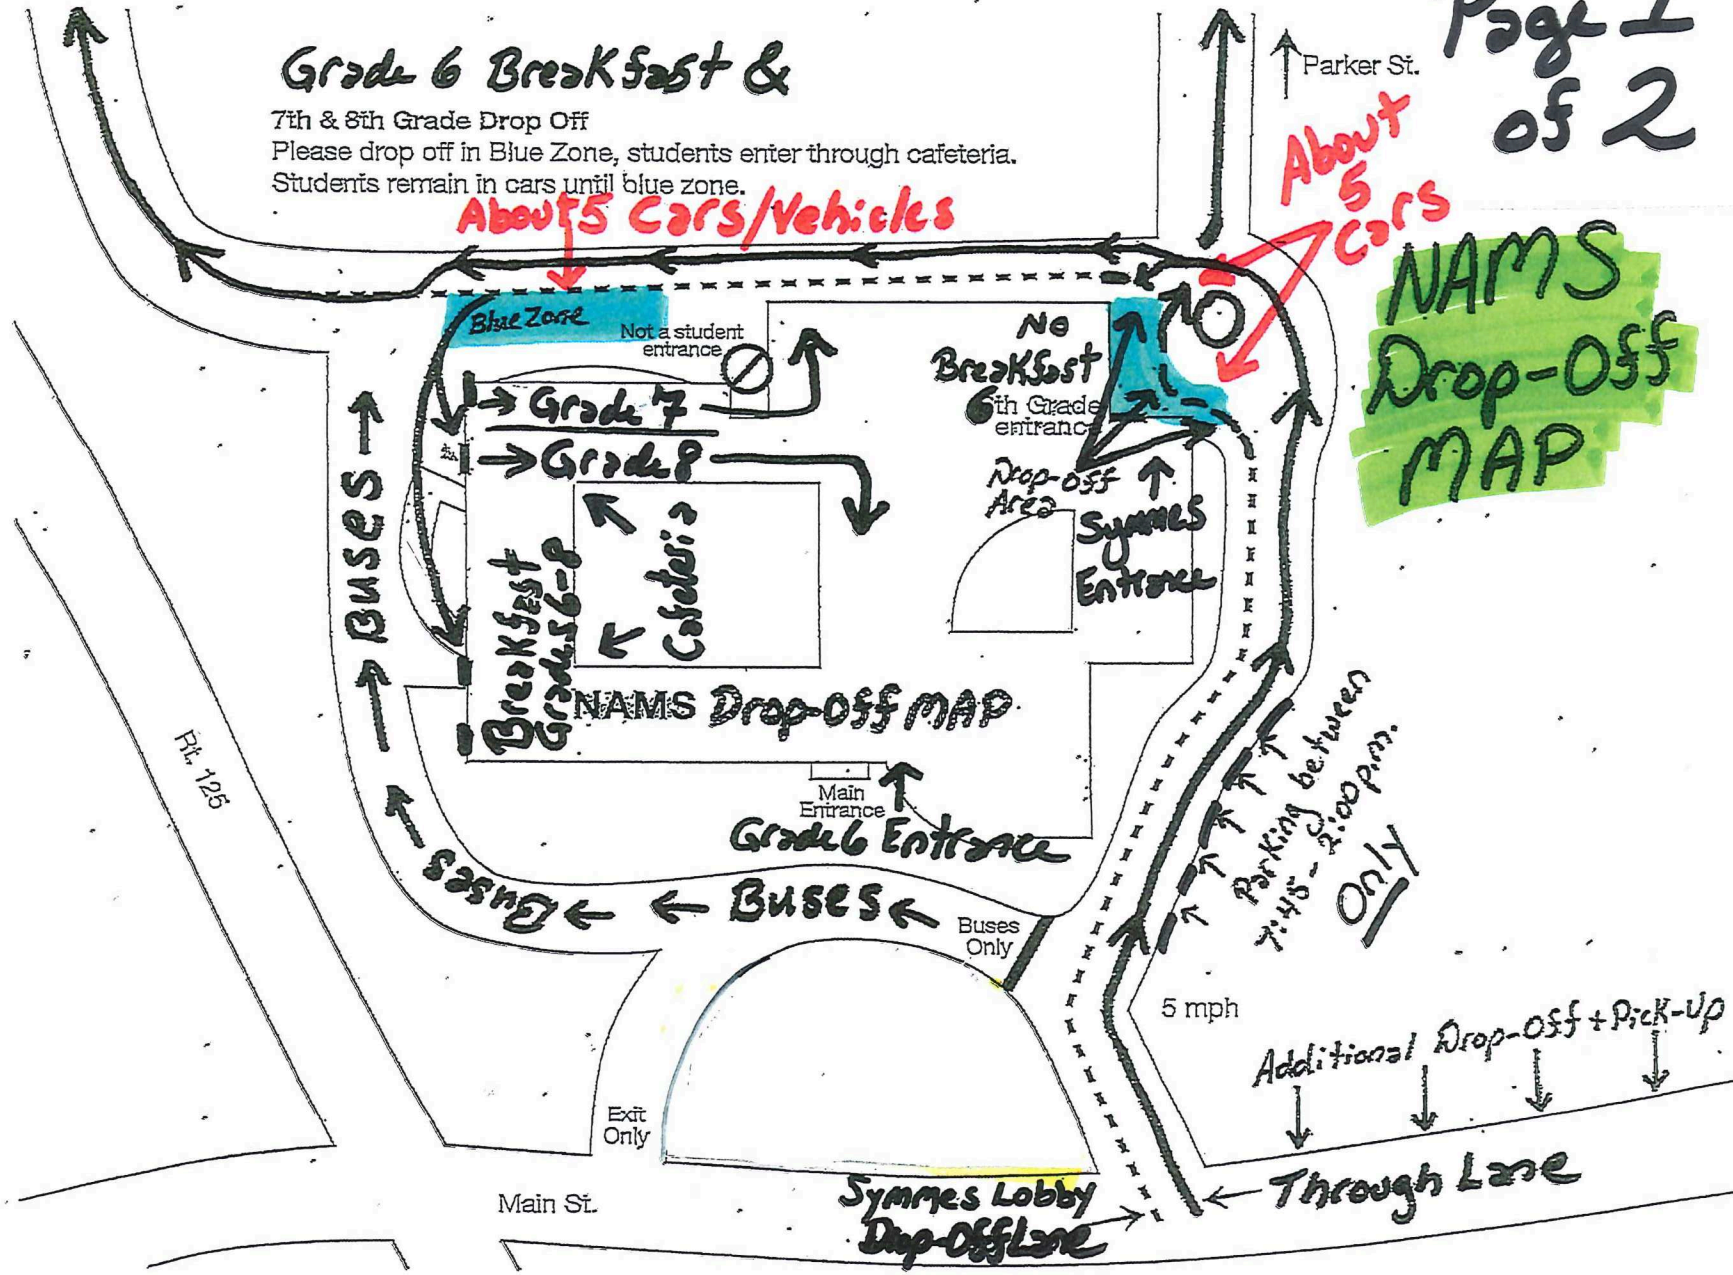 Page 1
of 2
Grade 6 Breakfast &
7th & 8th Grade Drop Off
Please drop off in Blue Zone, students enter through cafeteria.
Students remain in cars until blue zone.
About 5 Cars/Vehicles
Parker St.
About
5
Cars
NAMS
Drop-Off
MAP
Blue Zone
Not a student
entrance
No
Breakfast
6th Grade
entrance
Grade 7
Grade 8
Drop-off
Area
Symmes
Entrance
Buses
Breakfast
Grades 6-8
Cafeteria
NAMS Drop-Off MAP
Rt. 125
Main
Entrance
Grade 6 Entrance
Parking between
7:45-2:00 p.m.
Only
Buses
Buses
Buses
Only
5 mph
Additional Drop-Off + Pick-Up
Exit
Only
Through Lane
Main St.
Symmes Lobby
Drop-Off Lane